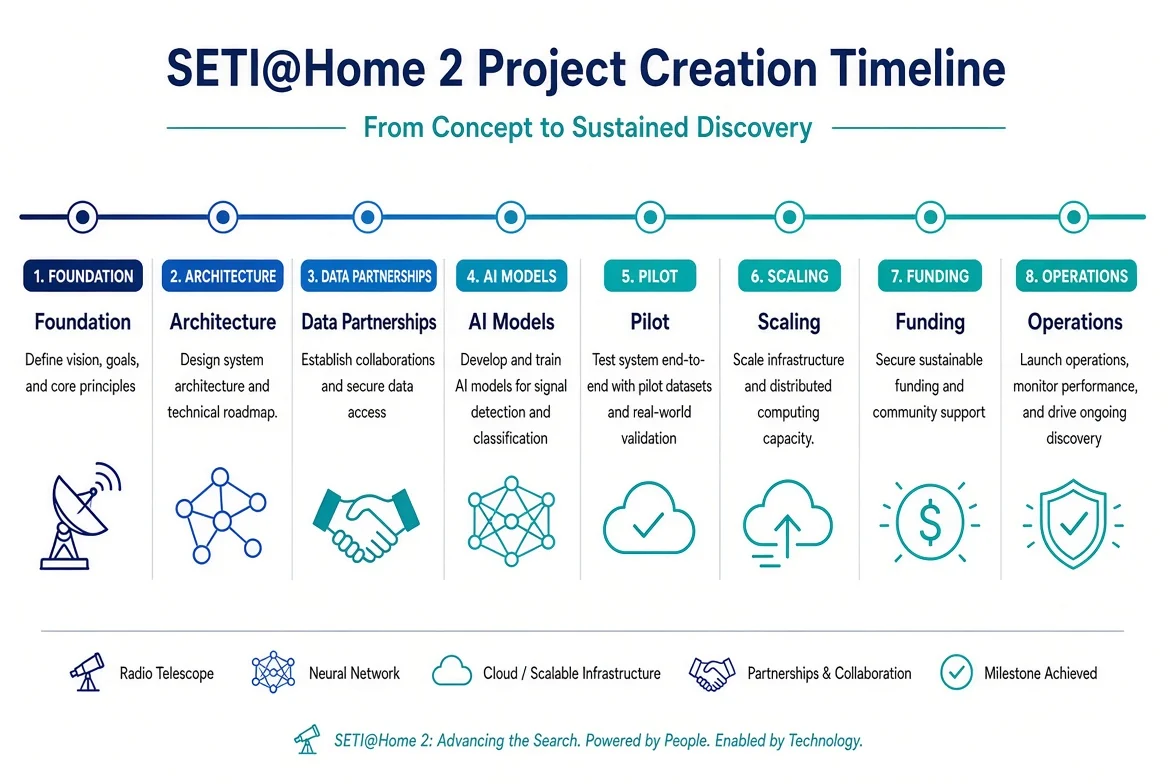 SETI@Home 2 Project Creation Timeline
From Concept to Sustained Discovery
1. FOUNDATION
Foundation
Define vision, goals,
and core principles
2. ARCHITECTURE
Architecture
Design system
architecture and
technical roadmap.
3. DATA PARTNERSHIPS
Data Partnerships
Establish collaborations
and secure data
access
4. AI MODELS
AI Models
Develop and train
AI models for signal
detection and
classification
5. PILOT
Pilot
Test system end-to-
end with pilot datasets
and real-world
validation
6. SCALING
Scaling
Scale infrastructure
and distributed
computing
capacity.
7. FUNDING
Funding
Secure sustainable
funding and
community support
$
8. OPERATIONS
Operations
Launch operations,
monitor performance,
and drive ongoing
discovery
Radio Telescope
Neural Network
Cloud / Scalable Infrastructure
Partnerships & Collaboration
Milestone Achieved
SETI@Home 2: Advancing the Search. Powered by People. Enabled by Technology.